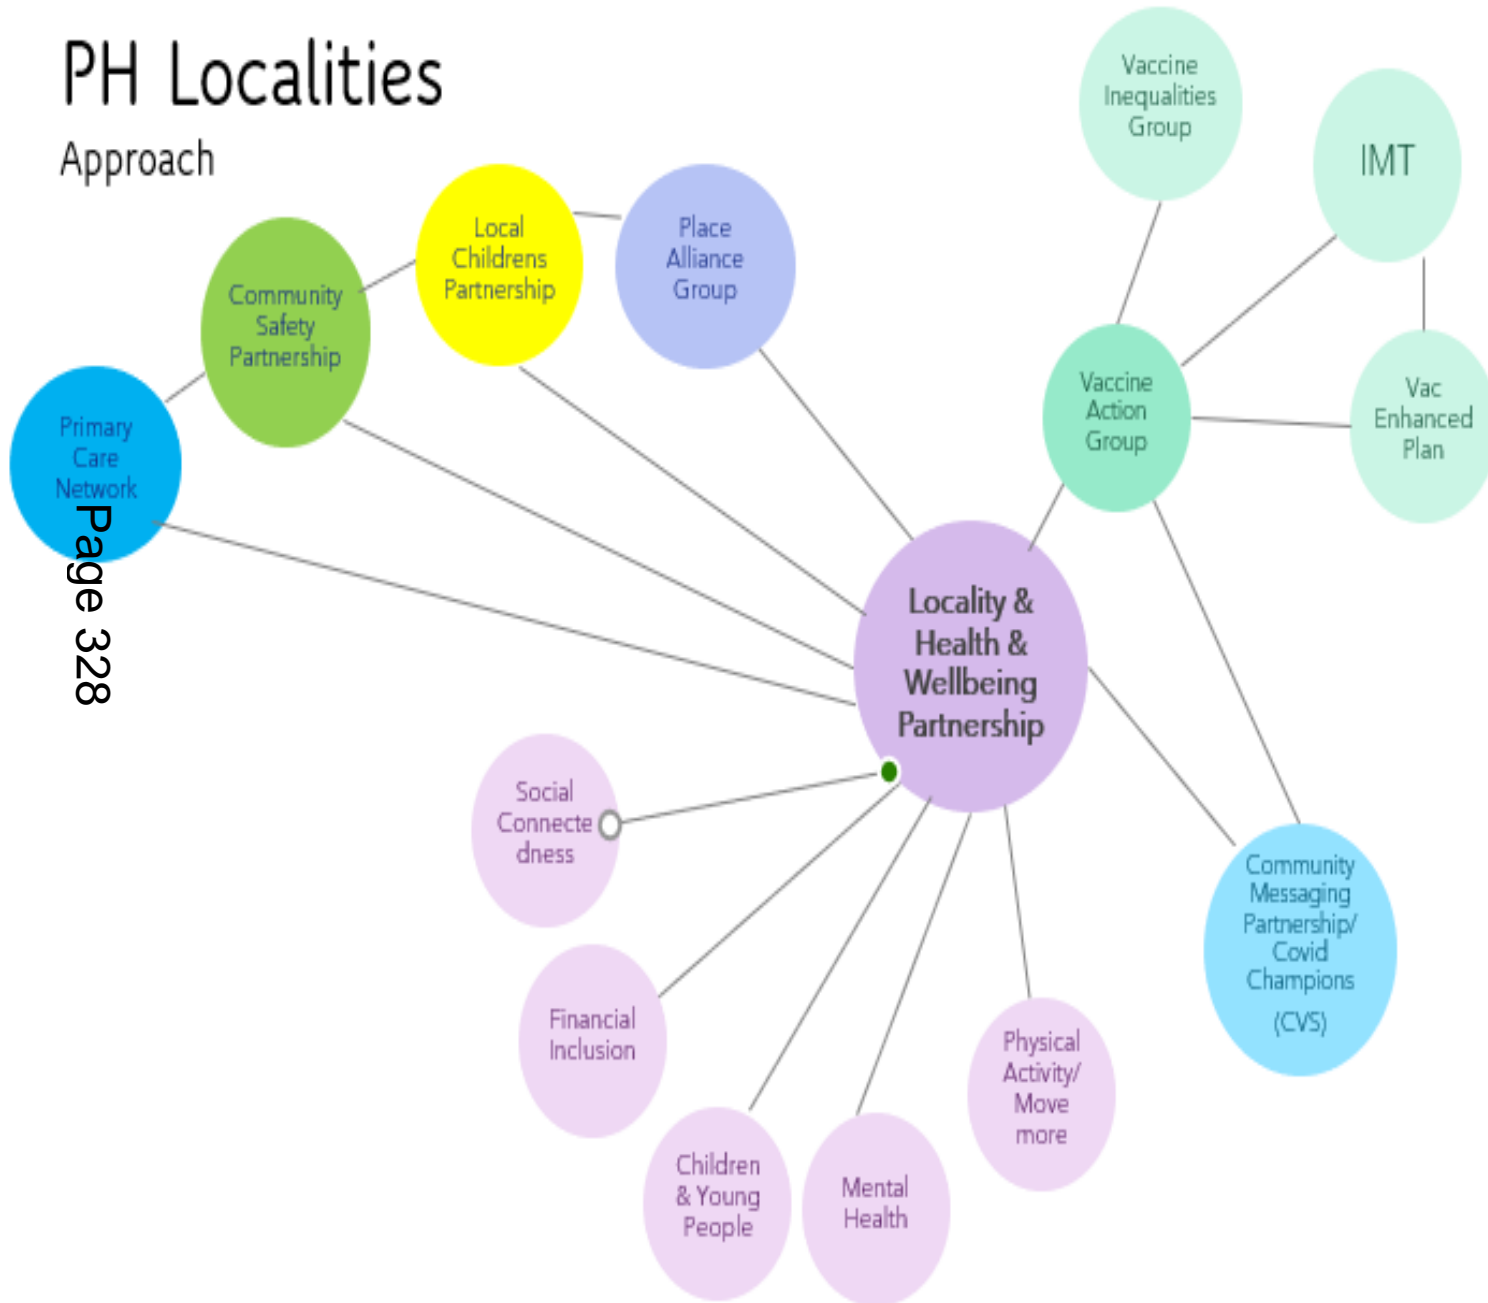 PH Localities
Approach
Vaccine
Inequalities
Group
IMT
Local
Childrens
Partnership
Place
Alliance
Group
Community
Safety
Partnership
Primary
Care
Network
Vaccine
Action
Group
Vac
Enhanced
Plan
Page 328
Locality &
Health &
Wellbeing
Partnership
Social
Connecte
dness
Community
Messaging
Partnership/
Covid
Champions
(CVS)
Financial
Inclusion
Physical
Activity/
Move
more
Children
& Young
People
Mental
Health